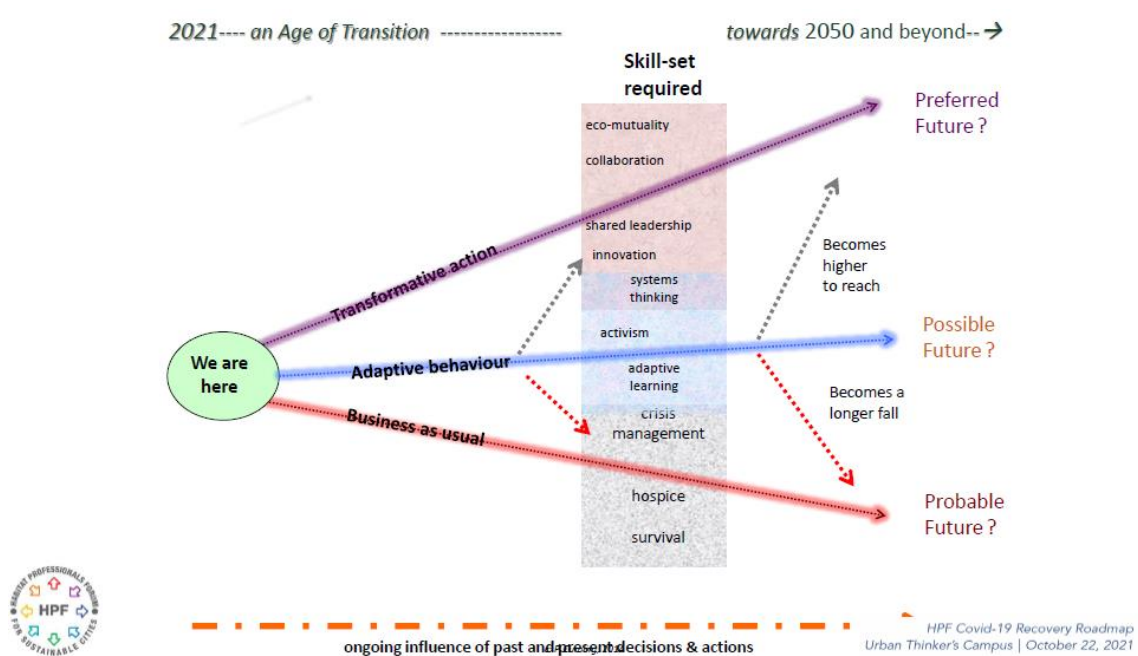 2021---- an Age of Transition ------------------
towards 2050 and beyond-- →
Skill-set
required
Preferred
Future ?
eco-mutuality
collaboration
shared leadership
innovation
systems
thinking
Becomes
higher
to reach
Transformative action
We are
here
Adaptive behaviour
activism
Possible
Future ?
adaptive
learning
Becomes a
longer fall
Business as usual
crisis
management
hospice
survival
Probable
Future ?
HABITAT PROFESSIONALS FORUM
HPF
FOR SUSTAINABLE CITIES
ongoing influence of past and present decisions & actions
HPF Covid-19 Recovery Roadmap
Urban Thinker's Campus | October 22, 2021